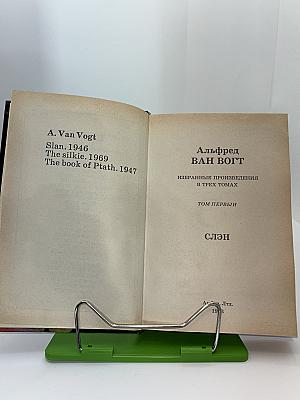 A. Van Vogt
Slan. 1946
The silkie. 1969
The book of Ptath. 1947
Альфред
ВАН ВОГТ
ИЗБРАННЫЕ ПРОИЗВЕДЕНИЯ
В ТРЕХ ТОМАХ
ТОМ ПЕРВЫЙ
СЛЭН
Лтд.